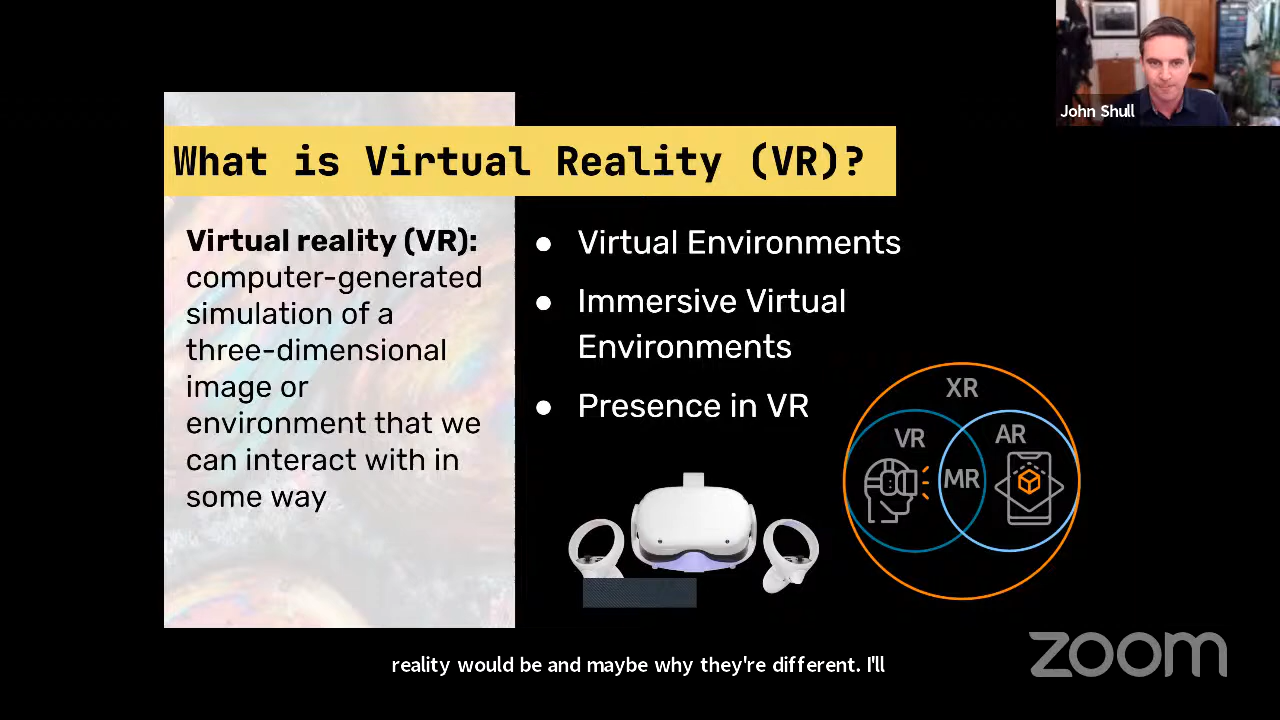 John Shull
What is Virtual Reality (VR)?
Virtual reality (VR):
computer-generated
simulation of a
three-dimensional
image or
environment that we
can interact with in
some way
● Virtual Environments
● Immersive Virtual
Environments
● Presence in VR
XR
VR
AR
MR
reality would be and maybe why they're different. I'll
zoom